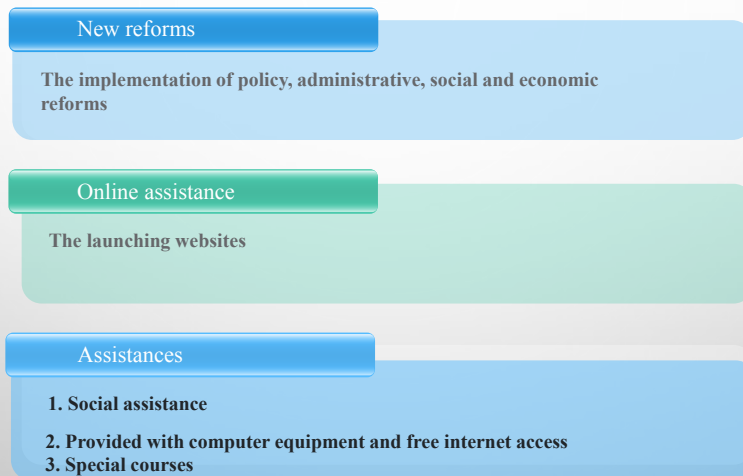 New reforms
The implementation of policy, administrative, social and economic
reforms
Online assistance
The launching websites
Assistances
1. Social assistance
2. Provided with computer equipment and free internet access
3. Special courses